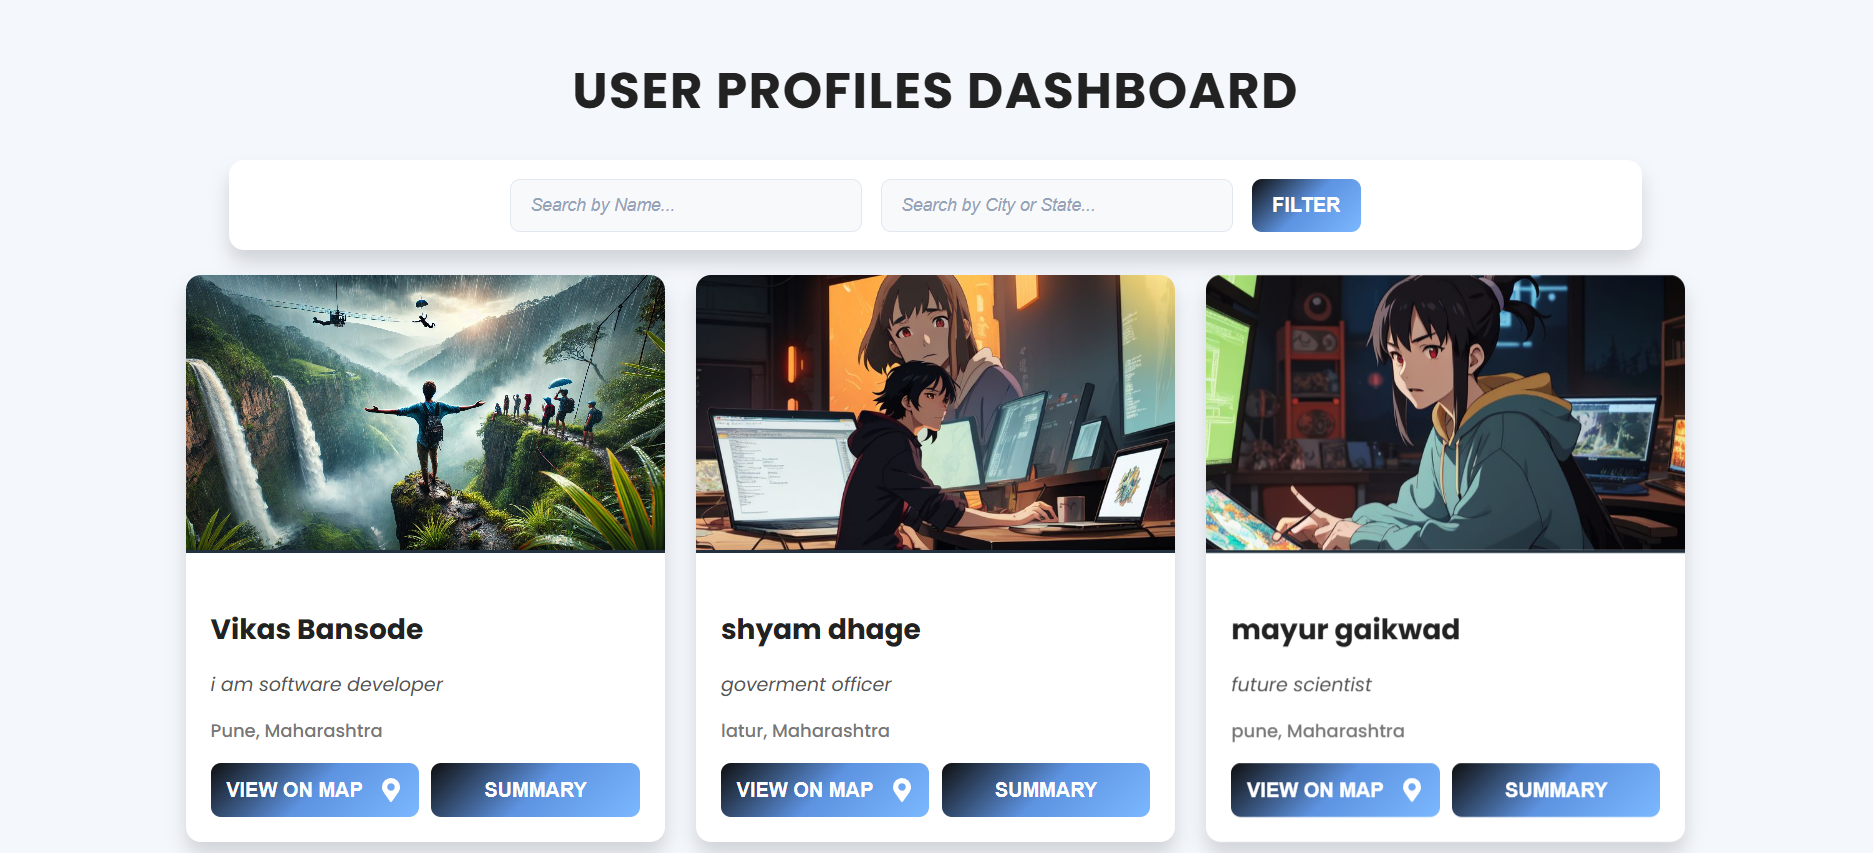 USER PROFILES DASHBOARD
Search by Name...
Search by City or State...
FILTER
Vikas Bansode
i am software developer
Pune, Maharashtra
VIEW ON MAP
SUMMARY
shyam dhage
goverment officer
latur, Maharashtra
VIEW ON MAP
SUMMARY
mayur gaikwad
future scientist
pune, Maharashtra
VIEW ON MAP
SUMMARY